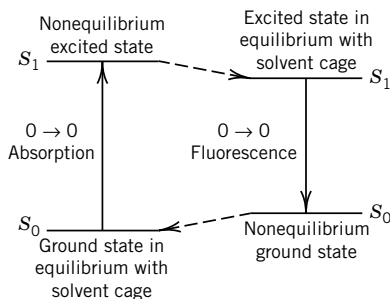 Nonequilibrium
excited state
Excited state in
equilibrium with
solvent cage
S₁
S₁
0 → 0
Absorption
0 → 0
Fluorescence
S₀
S₀
Ground state in
equilibrium with
solvent cage
Nonequilibrium
ground state